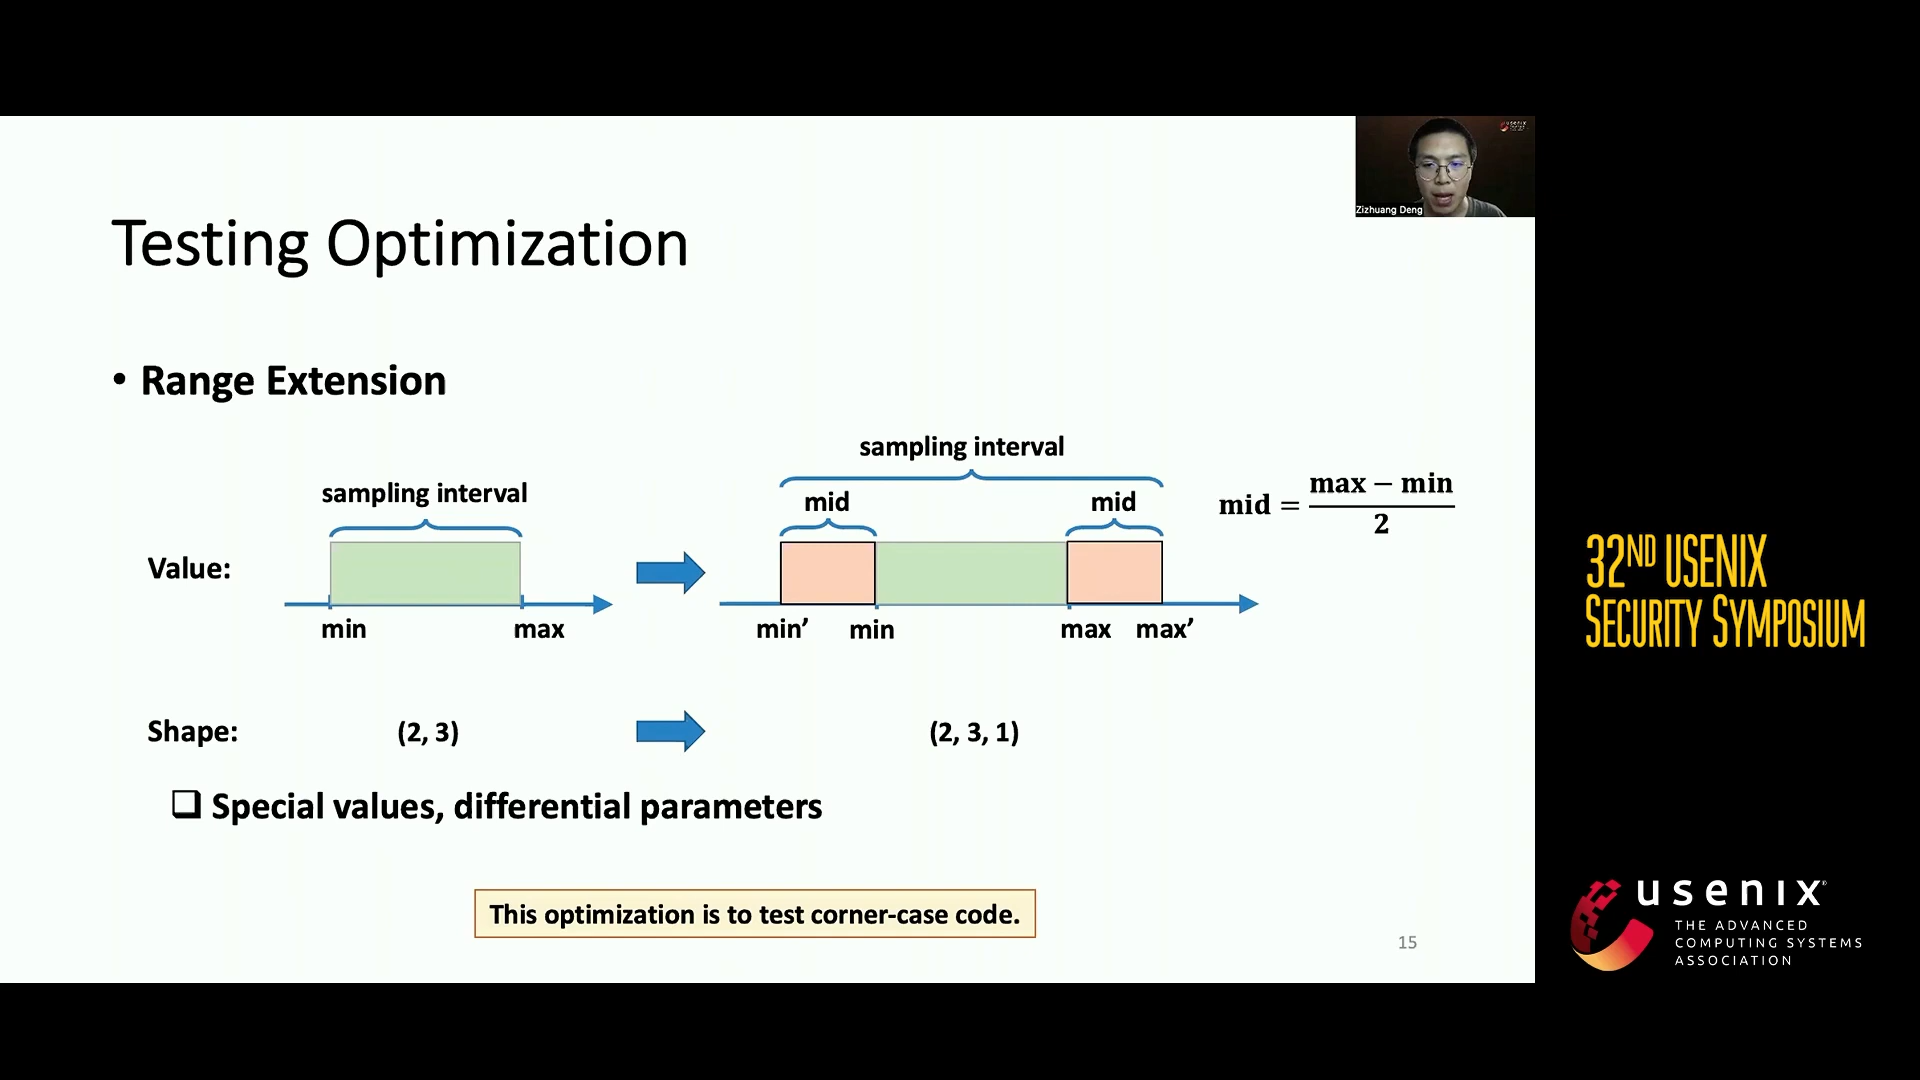 usenix
Zizhuang Deng
Testing Optimization
• Range Extension
sampling interval
mid
mid
mid = max − min / 2
sampling interval
Value:
min
max
min’
min
max
max’
Shape:
(2, 3)
(2, 3, 1)
❑ Special values, differential parameters
This optimization is to test corner-case code.
15
32ND USENIX
SECURITY SYMPOSIUM
usenix®
THE ADVANCED
COMPUTING SYSTEMS
ASSOCIATION